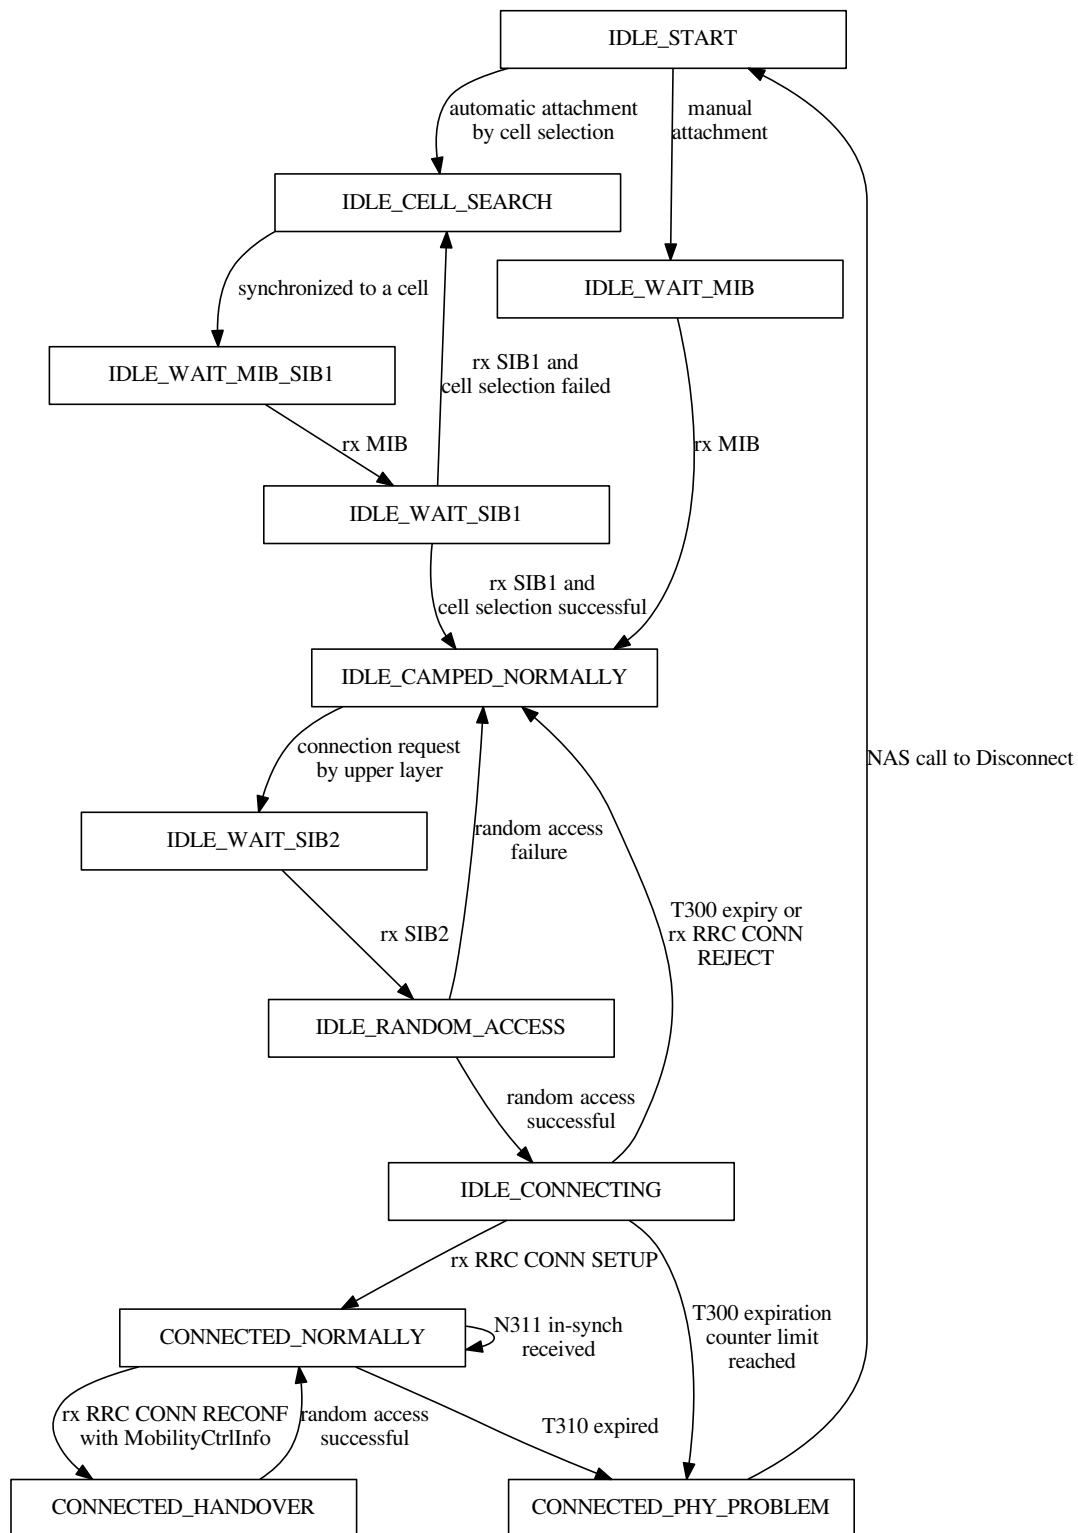 IDLE_START
automatic attachment
by cell selection
manual
attachment
IDLE_CELL_SEARCH
synchronized to a cell
IDLE_WAIT_MIB
IDLE_WAIT_MIB_SIB1
rx SIB1 and
cell selection failed
rx MIB
rx MIB
IDLE_WAIT_SIB1
rx SIB1 and
cell selection successful
IDLE_CAMPED_NORMALLY
connection request
by upper layer
NAS call to Disconnect
IDLE_WAIT_SIB2
random access
failure
rx SIB2
T300 expiry or
rx RRC CONN
REJECT
IDLE_RANDOM_ACCESS
random access
successful
IDLE_CONNECTING
rx RRC CONN SETUP
CONNECTED_NORMALLY
N311 in-synch
received
T300 expiration
counter limit
reached
rx RRC CONN RECONF
with MobilityCtrlInfo
random access
successful
T310 expired
CONNECTED_HANDOVER
CONNECTED_PHY_PROBLEM